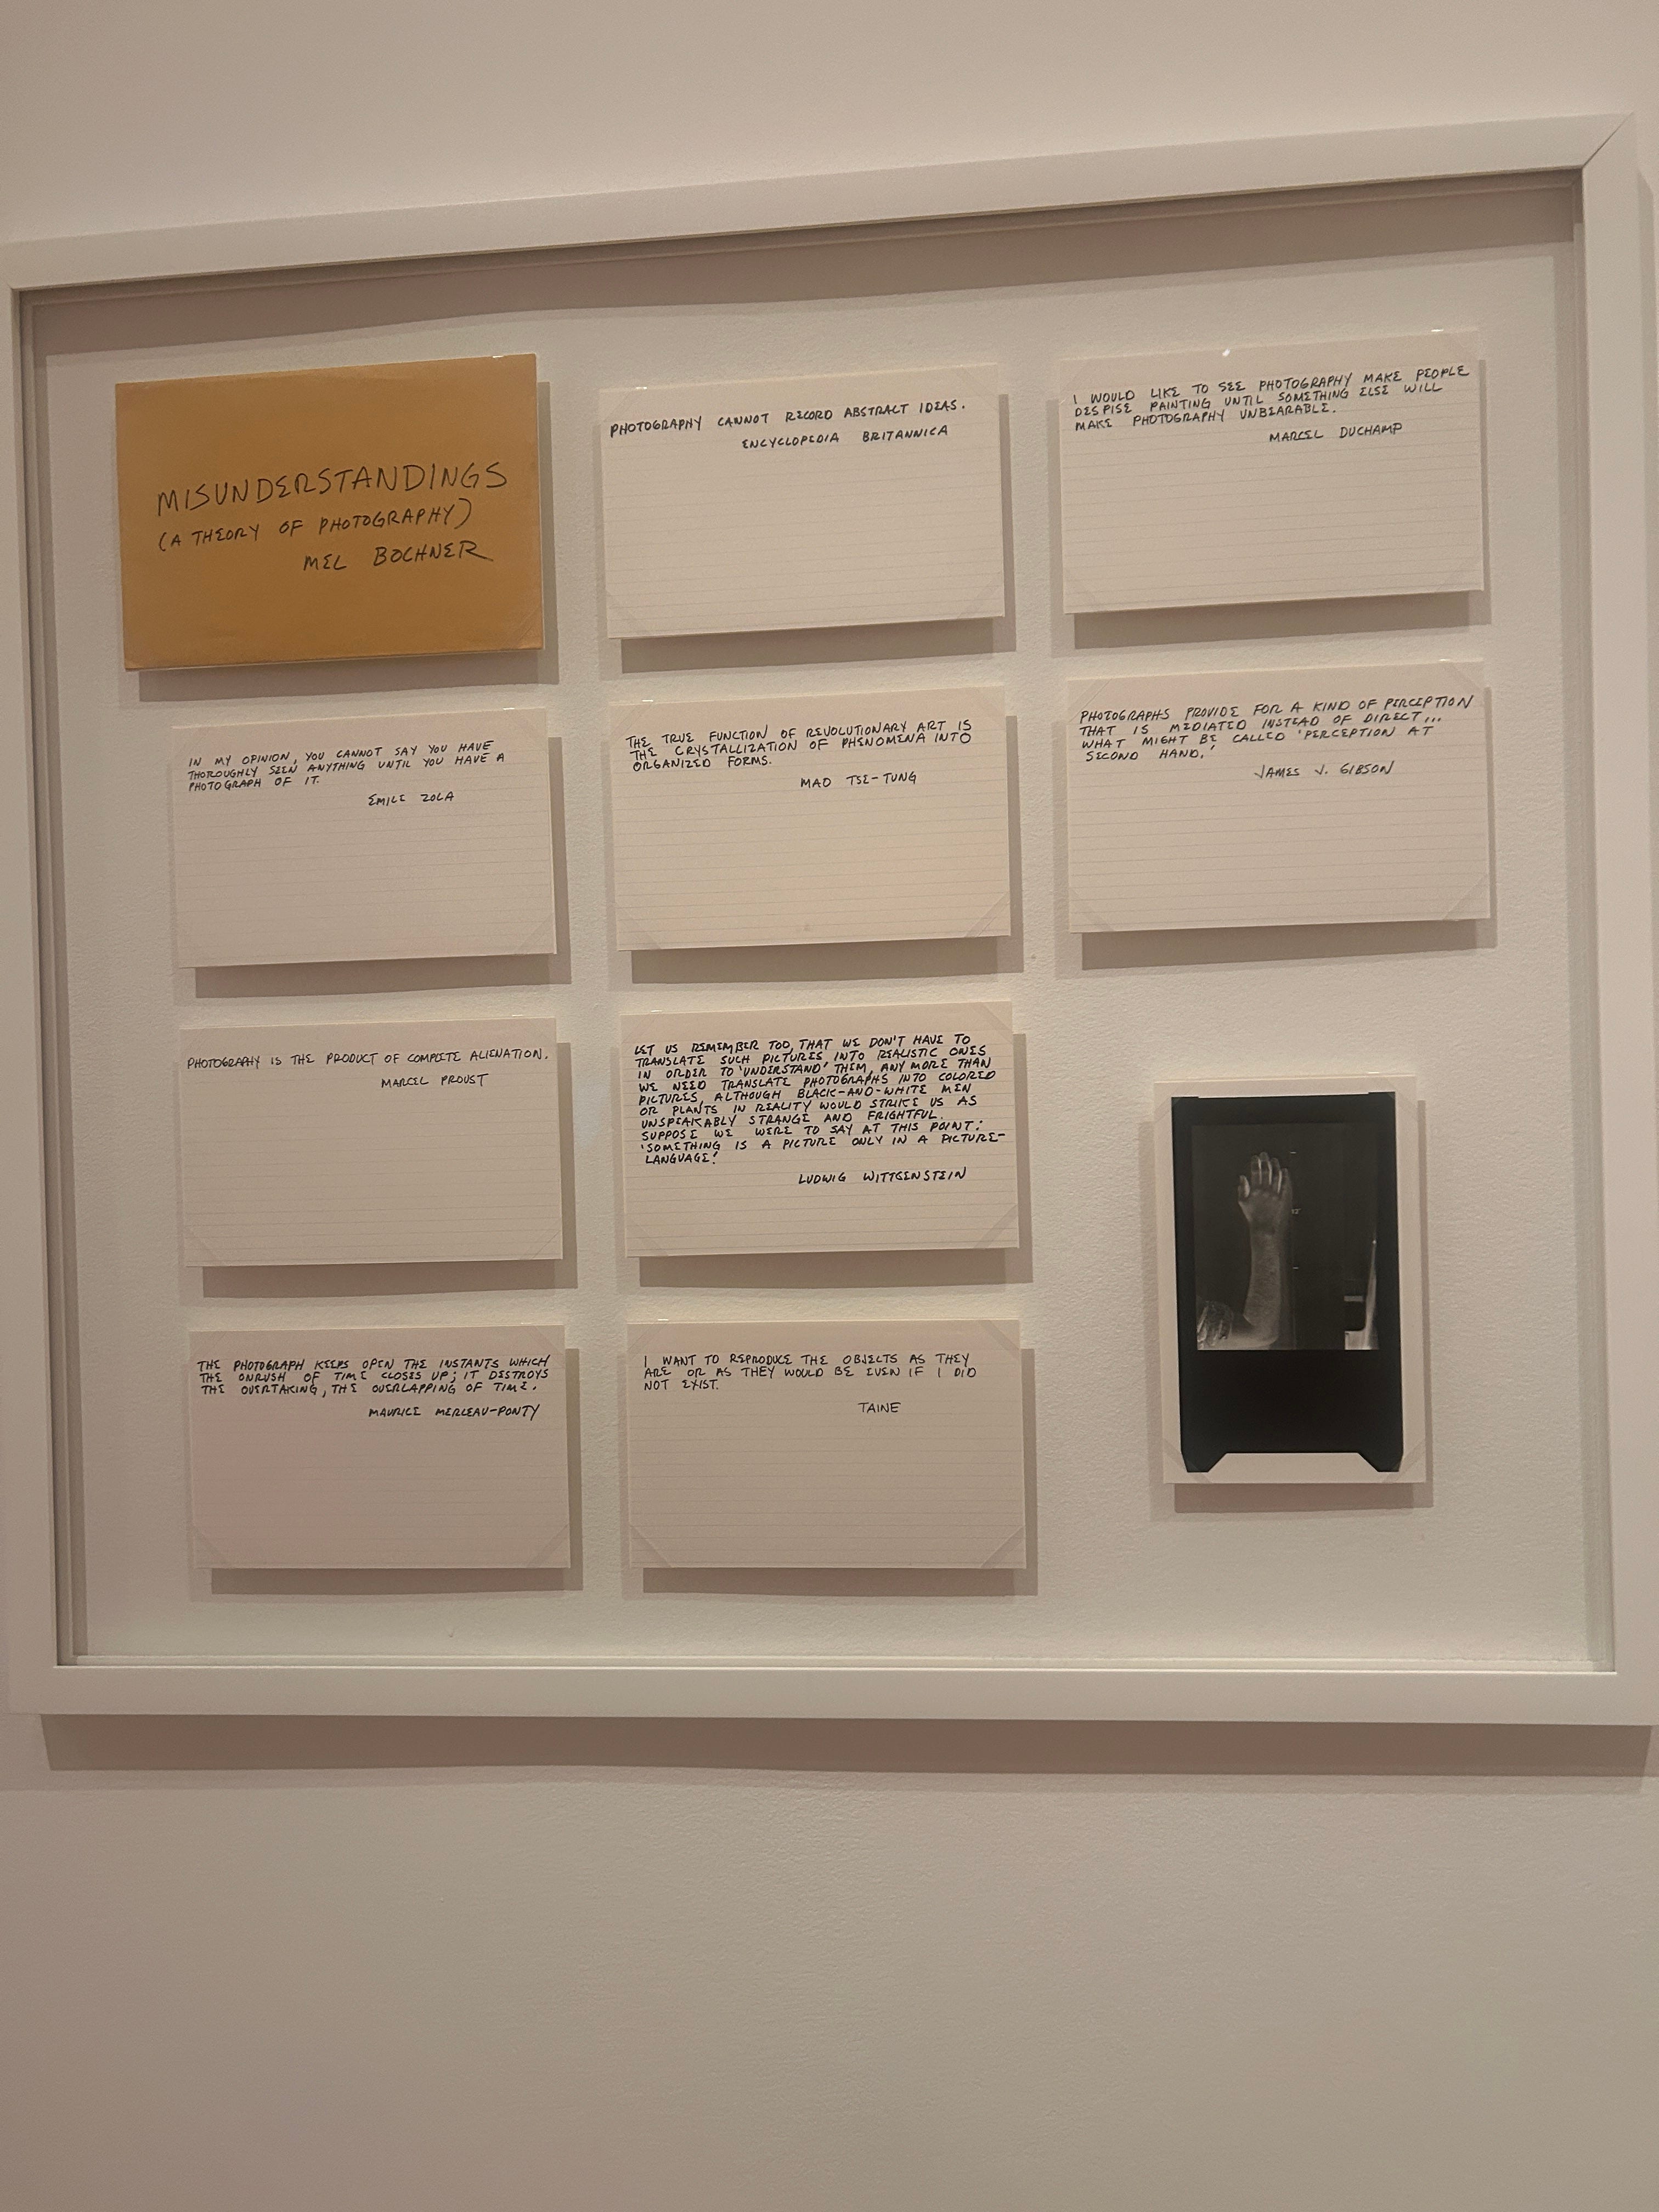 MISUNDERSTANDINGS
(A THEORY OF PHOTOGRAPHY)
MEL BOCHNER
PHOTOGRAPHY CANNOT RECORD ABSTRACT IDEAS.
ENCYCLOPEDIA BRITANNICA
I WOULD LIKE TO SEE PHOTOGRAPHY MAKE PEOPLE
DESPISE PAINTING UNTIL SOMETHING ELSE WILL
MAKE PHOTOGRAPHY UNBEARABLE.
MARCEL DUCHAMP
IN MY OPINION, YOU CANNOT SAY YOU HAVE
THOROUGHLY SEEN ANYTHING UNTIL YOU HAVE A
PHOTOGRAPH OF IT.
EMILE ZOLA
THE TRUE FUNCTION OF REVOLUTIONARY ART IS
THE CRYSTALLIZATION OF PHENOMENA INTO
ORGANIZED FORMS.
MAO TSE-TUNG
PHOTOGRAPHS PROVIDE FOR A KIND OF PERCEPTION
THAT IS MEDIATED INSTEAD OF DIRECT...
WHAT MIGHT BE CALLED 'PERCEPTION AT
SECOND HAND.'
JAMES J. GIBSON
PHOTOGRAPHY IS THE PRODUCT OF COMPLETE ALIENATION.
MARCEL PROUST
LET US REMEMBER TOO, THAT WE DON'T HAVE TO
TRANSLATE SUCH PICTURES INTO REALISTIC ONES
IN ORDER TO 'UNDERSTAND' THEM, ANY MORE THAN
WE NEED TRANSLATE PHOTOGRAPHS INTO COLORED
PICTURES, ALTHOUGH BLACK-AND-WHITE MEN
OR PLANTS IN REALITY WOULD STRIKE US AS
UNSPEAKABLY STRANGE AND FRIGHTFUL.
SUPPOSE WE WERE TO SAY AT THIS POINT:
'SOMETHING IS A PICTURE ONLY IN A PICTURE-
LANGUAGE.'
LUDWIG WITTGENSTEIN
THE PHOTOGRAPH KEEPS OPEN THE INSTANTS WHICH
THE ONRUSH OF TIME CLOSES UP; IT DESTROYS
THE OVERTAKING, THE OVERLAPPING OF TIME.
MAURICE MERLEAU-PONTY
I WANT TO REPRODUCE THE OBJECTS AS THEY
ARE OR AS THEY WOULD BE EVEN IF I DID
NOT EXIST.
TAINE